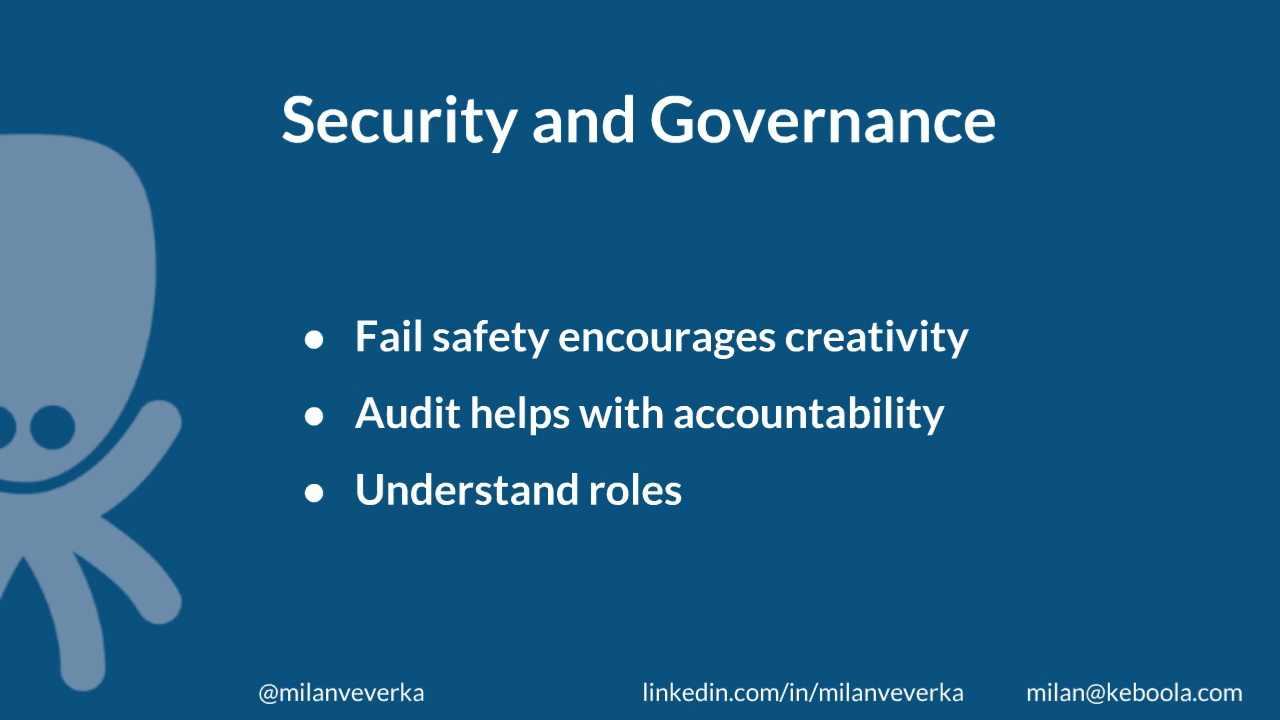 Security and Governance
● Fail safety encourages creativity
● Audit helps with accountability
● Understand roles
@milanveverka linkedin.com/in/milanveverka milan@keboola.com